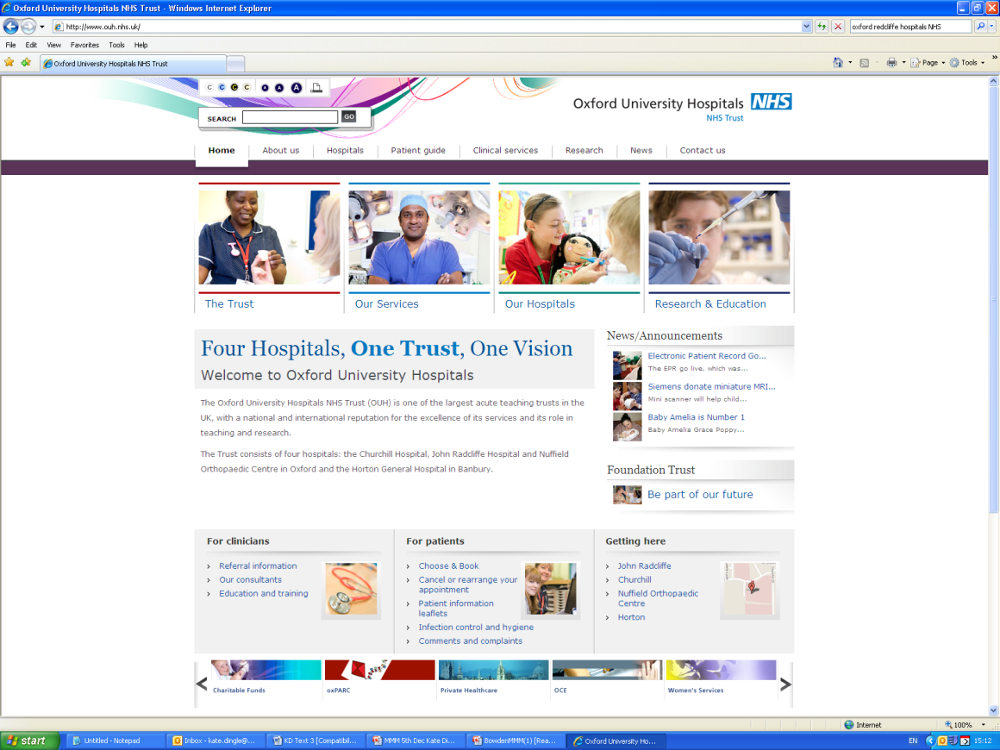 Oxford University Hospitals NHS Trust - Windows Internet Explorer
http://www.ouh.nhs.uk/
oxford redcliffe hospitals NHS
File Edit View Favorites Tools Help
Oxford University Hospitals NHS Trust
Page Tools
C C C C A A A
SEARCH GO
Oxford University Hospitals NHS
NHS Trust
Home About us Hospitals Patient guide Clinical services Research News Contact us
The Trust Our Services Our Hospitals Research & Education
Four Hospitals, One Trust, One Vision
Welcome to Oxford University Hospitals
The Oxford University Hospitals NHS Trust (OUH) is one of the largest acute teaching trusts in the
UK, with a national and international reputation for the excellence of its services and its role in
teaching and research.
The Trust consists of four hospitals: the Churchill Hospital, John Radcliffe Hospital and Nuffield
Orthopaedic Centre in Oxford and the Horton General Hospital in Banbury.
News/Announcements
Electronic Patient Record Go...
The EPR go live, which was...
Siemens donate miniature MRI...
Mini scanner will help child...
Baby Amelia is Number 1
Baby Amelia Grace Poppy...
Foundation Trust
Be part of our future
For clinicians
Referral information
Our consultants
Education and training
For patients
Choose & Book
Cancel or rearrange your
appointment
Patient information
leaflets
Infection control and hygiene
Comments and complaints
Getting here
John Radcliffe
Churchill
Nuffield Orthopaedic
Centre
Horton
Charitable Funds oxPARC Private Healthcare OCE Women's Services
Internet 100%
start Untitled - Notepad Inbox - kate.dingle@... KD Text 3 [Compatibil... MMM 5th Dec Kate Di... BowdenMMM(1) [Rea... Oxford University Ho... EN 15:12